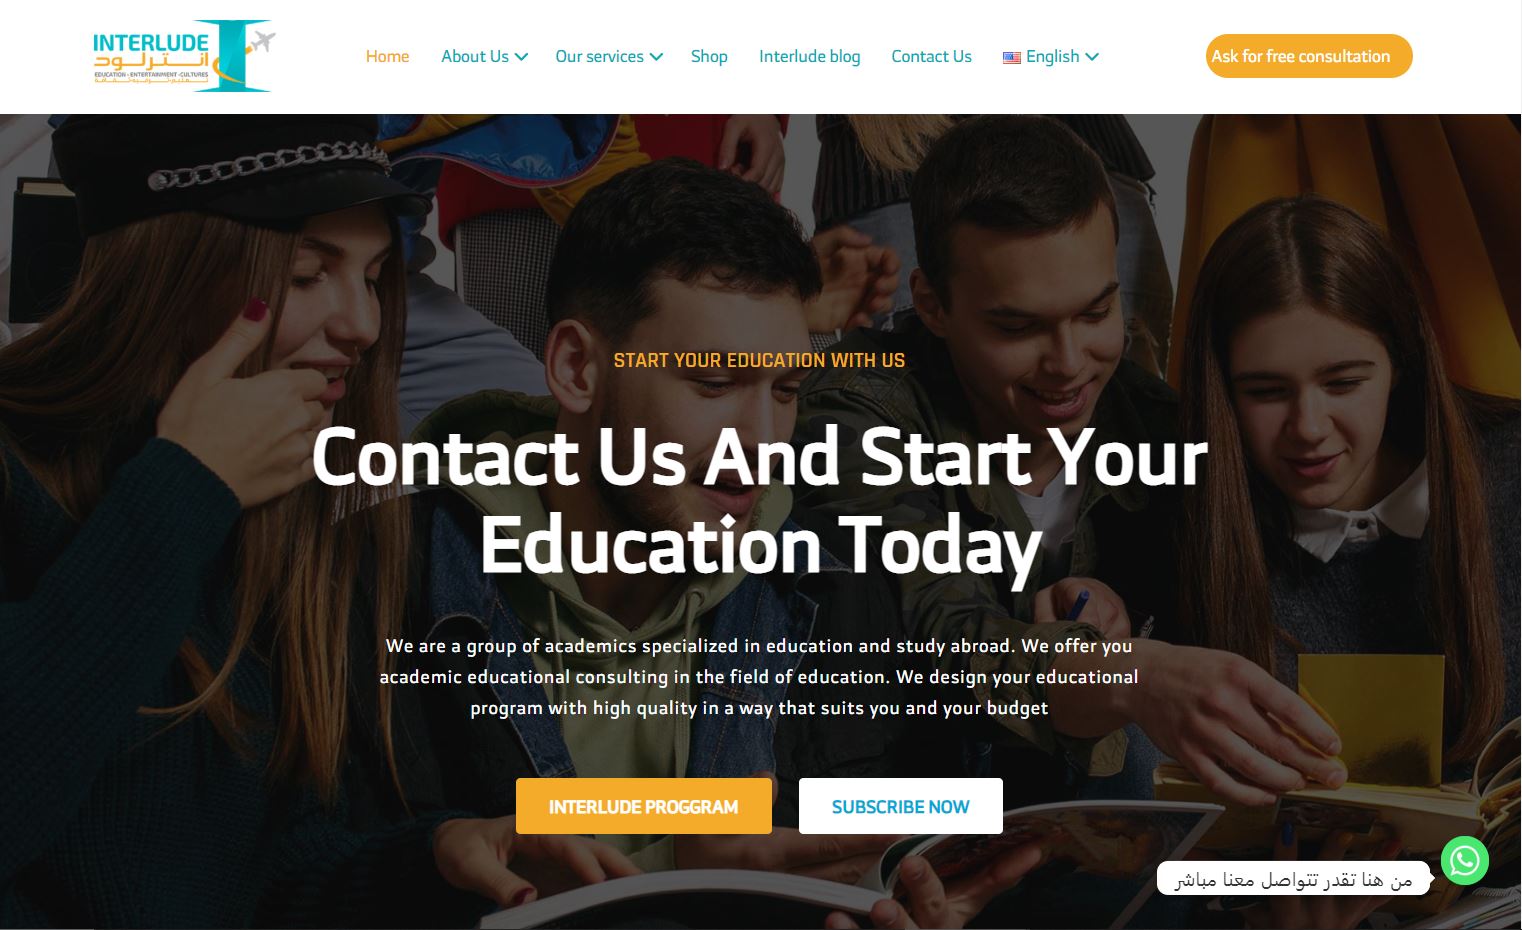 INTERLUDE
انترلود
EDUCATION - ENTERTAINMENT - CULTURES
تعليم - ترفيه - ثقافة
Home
About Us
Our services
Shop
Interlude blog
Contact Us
English
Ask for free consultation
START YOUR EDUCATION WITH US
Contact Us And Start Your
Education Today
We are a group of academics specialized in education and study abroad. We offer you
academic educational consulting in the field of education. We design your educational
program with high quality in a way that suits you and your budget
INTERLUDE PROGGRAM
SUBSCRIBE NOW
من هنا تقدر تتواصل معنا مباشر